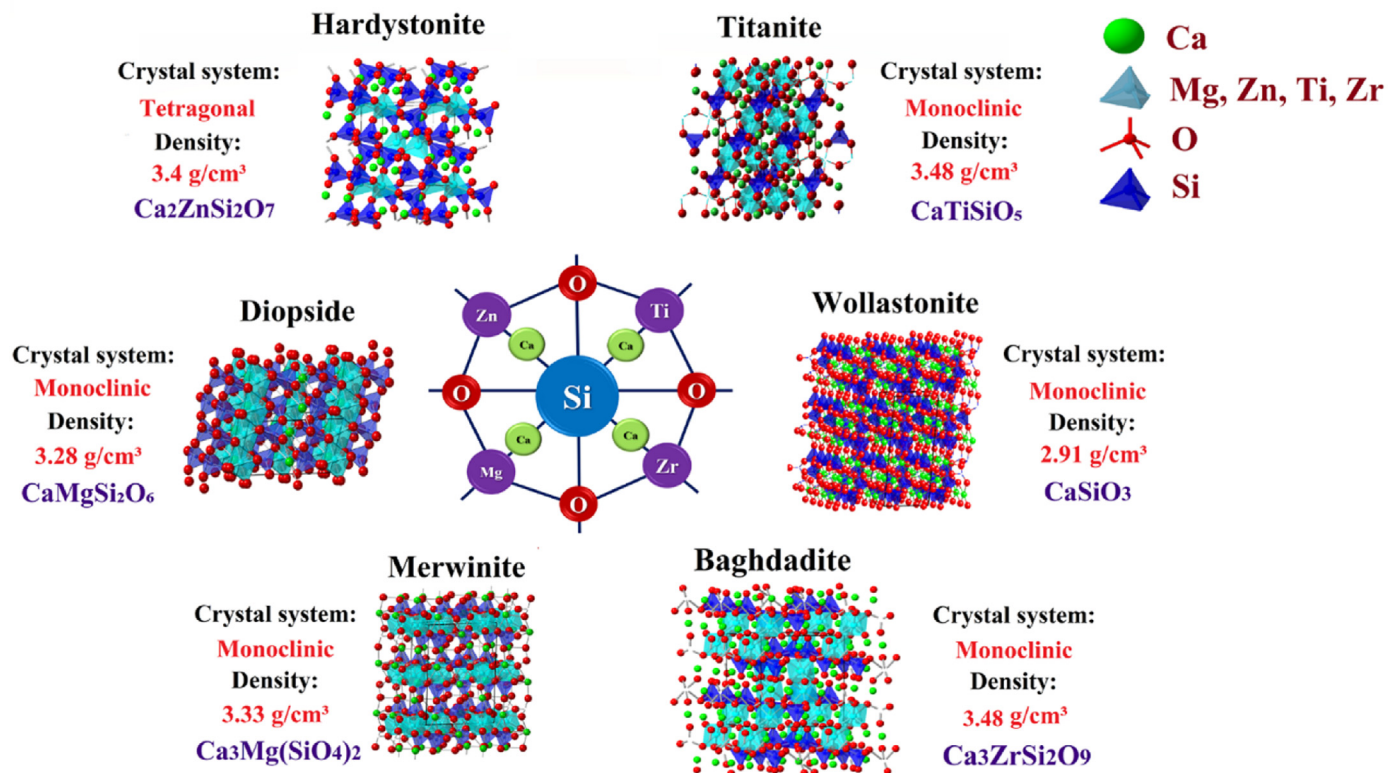 Hardystonite
Crystal system:
Tetragonal
Density:
3.4 g/cm³
Ca₂ZnSi₂O₇
Titanite
Crystal system:
Monoclinic
Density:
3.48 g/cm³
CaTiSiO₅
Ca
Mg, Zn, Ti, Zr
O
Si
Diopside
Crystal system:
Monoclinic
Density:
3.28 g/cm³
CaMgSi₂O₆
O
Zn
Ti
Ca
Ca
O
Si
O
Ca
Ca
Mg
Zr
O
Wollastonite
Crystal system:
Monoclinic
Density:
2.91 g/cm³
CaSiO₃
Merwinite
Crystal system:
Monoclinic
Density:
3.33 g/cm³
Ca₃Mg(SiO₄)₂
Baghdadite
Crystal system:
Monoclinic
Density:
3.48 g/cm³
Ca₃ZrSi₂O₉